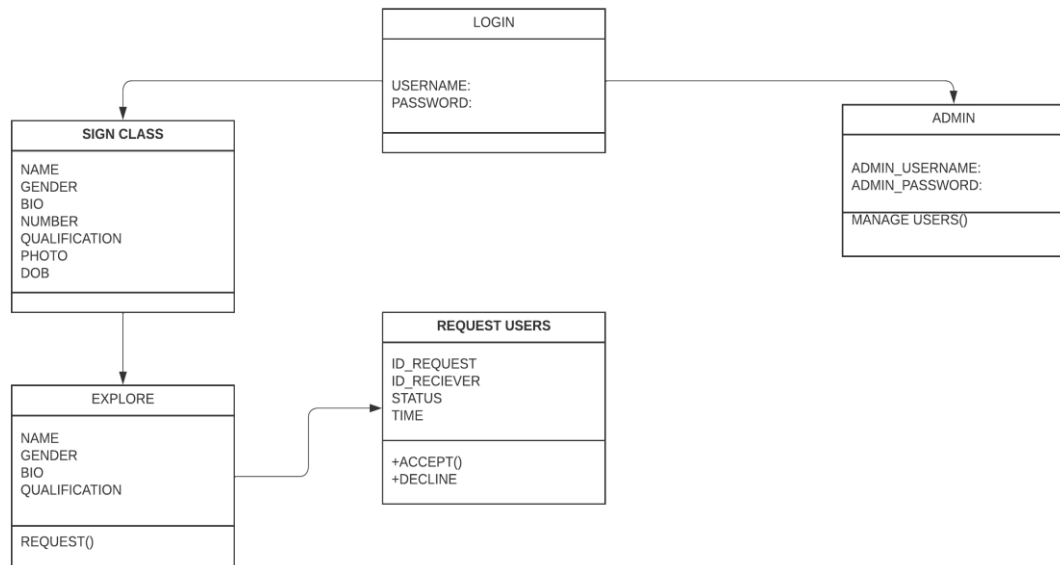 LOGIN
USERNAME:
PASSWORD:
ADMIN
ADMIN_USERNAME:
ADMIN_PASSWORD:
MANAGE USERS()
SIGN CLASS
NAME
GENDER
BIO
NUMBER
QUALIFICATION
PHOTO
DOB
REQUEST USERS
ID_REQUEST
ID_RECIEVER
STATUS
TIME
+ACCEPT()
+DECLINE
EXPLORE
NAME
GENDER
BIO
QUALIFICATION
REQUEST()